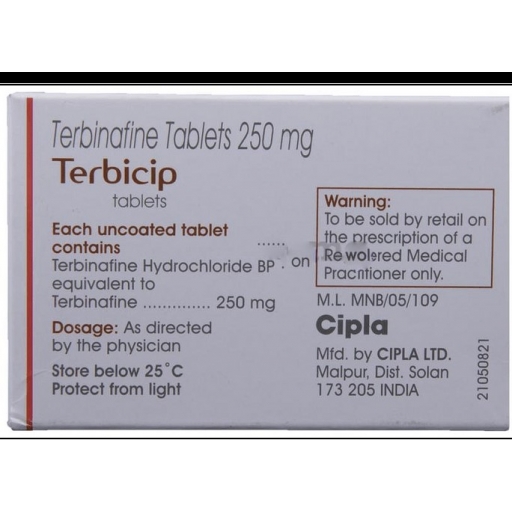 Terbinafine Tablets 250 mg
Terbicip
tablets
Each uncoated tablet
contains ......
Terbinafine Hydrochloride BP . on
equivalent to
Terbinafine ............. 250 mg
Dosage: As directed
by the physician
Store below 25°C
Protect from light
Warning:
To be sold by retail on
the prescription of a
Medical
Practitioner only.
M.L. MNB/05/109
Cipla
Mfd. by CIPLA LTD.
Malpur, Dist. Solan
173 205 INDIA
21050821